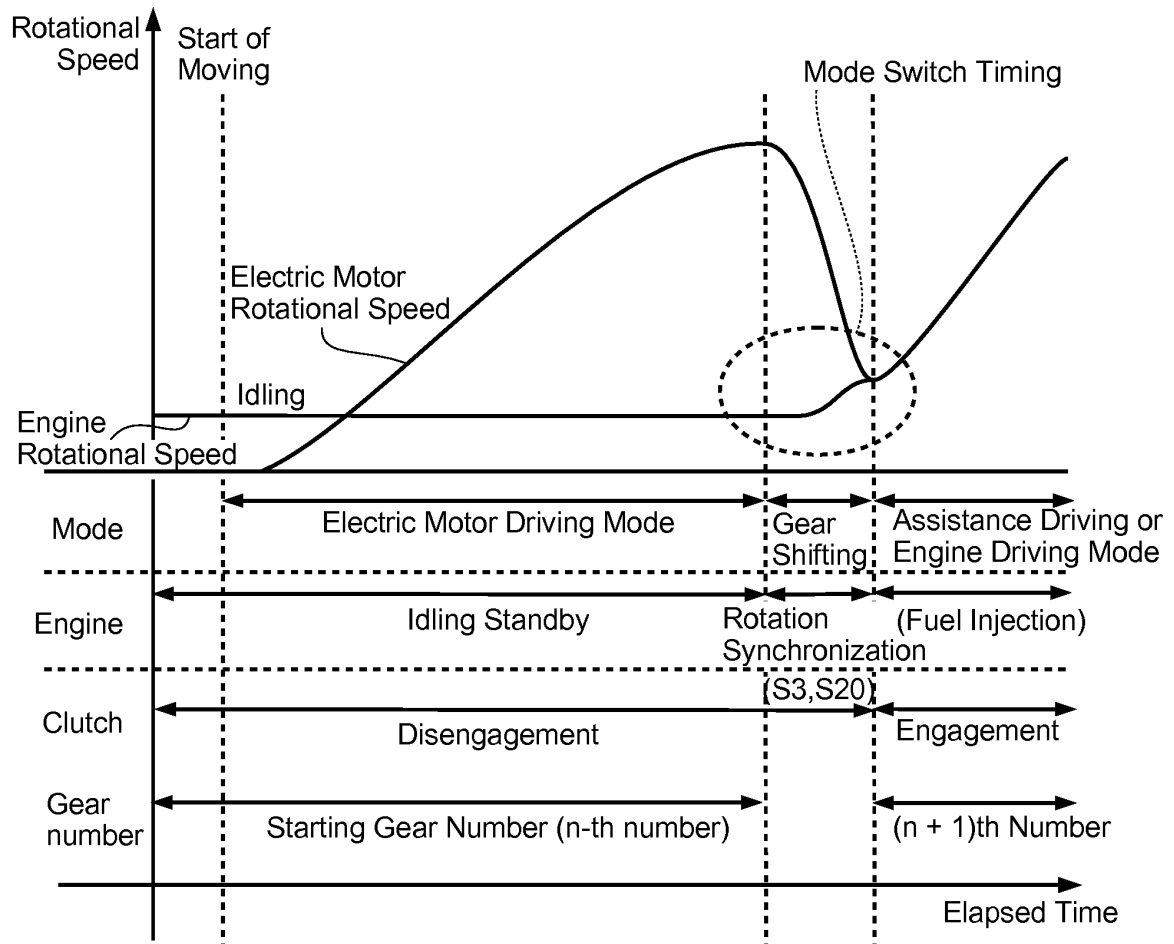 Rotational
Speed
Start of
Moving
Mode Switch Timing
Electric Motor
Rotational Speed
Idling
Engine
Rotational Speed
Mode
Electric Motor Driving Mode
Gear
Shifting
Assistance Driving or
Engine Driving Mode
Engine
Idling Standby
Rotation
Synchronization
(S3,S20)
(Fuel Injection)
Clutch
Disengagement
Engagement
Gear
number
Starting Gear Number (n-th number)
(n + 1)th Number
Elapsed Time